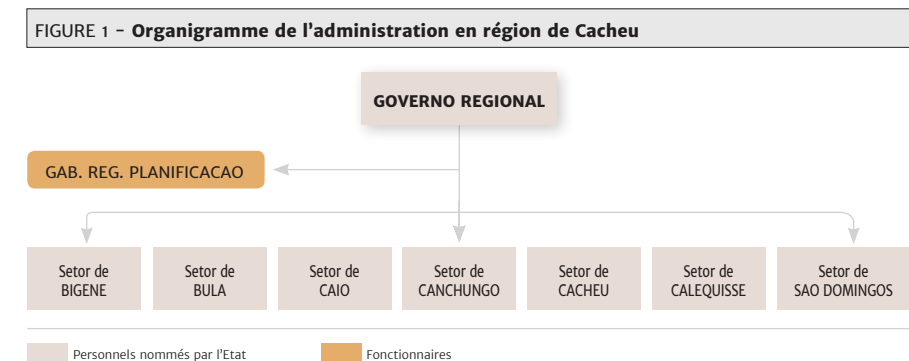 FIGURE 1 – Organigramme de l’administration en région de Cacheu
GOVERNO REGIONAL
GAB. REG. PLANIFICACAO
Setor de
BIGENE
Setor de
BULA
Setor de
CAIO
Setor de
CANCHUNGO
Setor de
CACHEU
Setor de
CALEQUISSE
Setor de
SAO DOMINGOS
Personnels nommés par l’Etat
Fonctionnaires